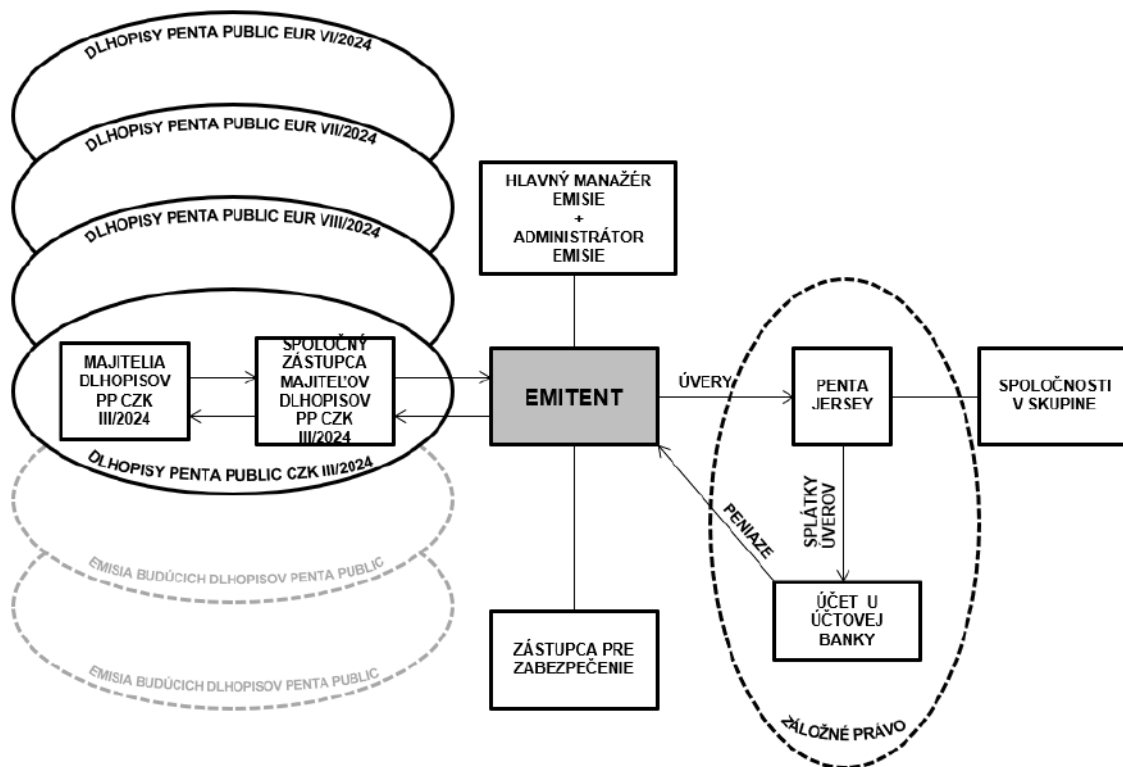 DLHOPISY PENTA PUBLIC EUR VI/2024
DLHOPISY PENTA PUBLIC EUR VII/2024
DLHOPISY PENTA PUBLIC EUR VIII/2024
MAJITELIA
DLHOPISOV
PP CZK
III/2024
SPOLOČNÝ
ZÁSTUPCA
MAJITEĽOV
DLHOPISOV
PP CZK
III/2024
DLHOPISY PENTA PUBLIC CZK III/2024
EMISIA BUDÚCICH DLHOPISOV PENTA PUBLIC
EMISIA BUDÚCICH DLHOPISOV PENTA PUBLIC
HLAVNÝ MANAŽÉR
EMISIE
+
ADMINISTRÁTOR
EMISIE
EMITENT
ZÁSTUPCA PRE
ZABEZPEČENIE
ÚVERY
PENTA
JERSEY
SPOLOČNOSTI
V SKUPINE
PENIAZE
SPLÁTKY
ÚVEROV
ÚČET U
ÚČTOVEJ
BANKY
ZÁLOŽNÉ PRÁVO